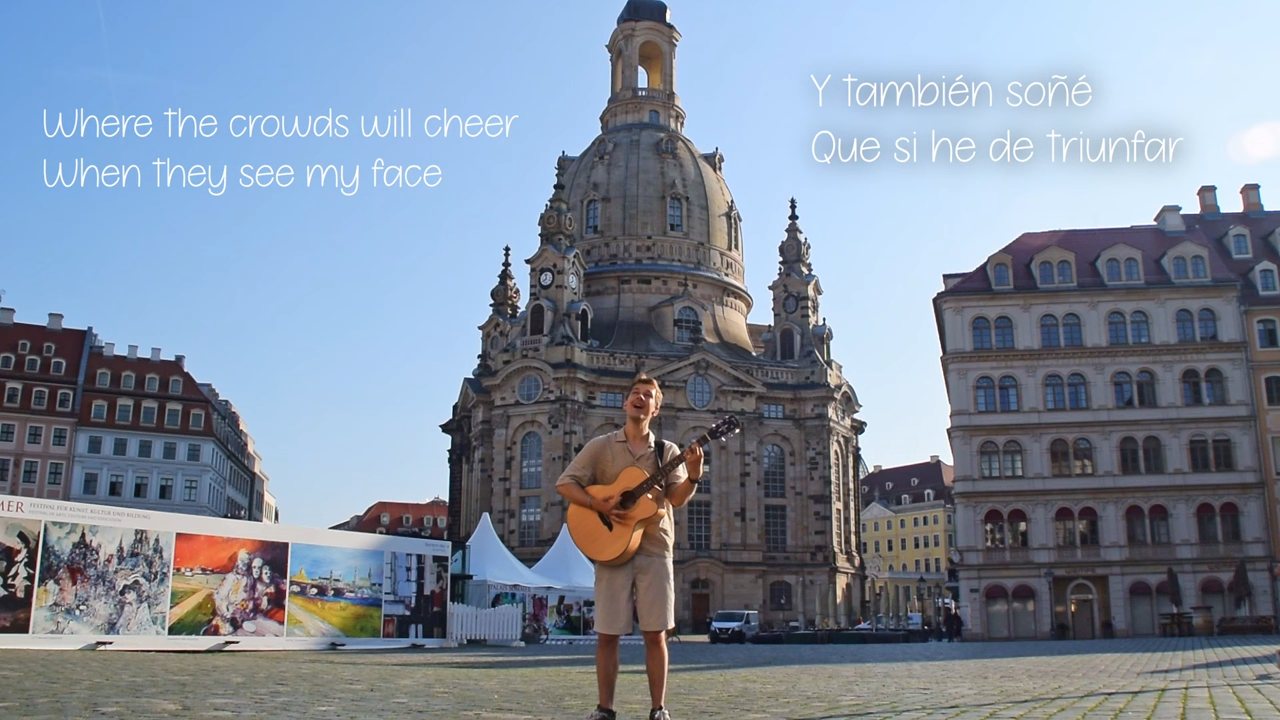 Where the crowds will cheer
When they see my face
Y también soñé
Que si he de triunfar
MER FESTIVAL FÜR KUNST, KULTUR UND BILDUNG